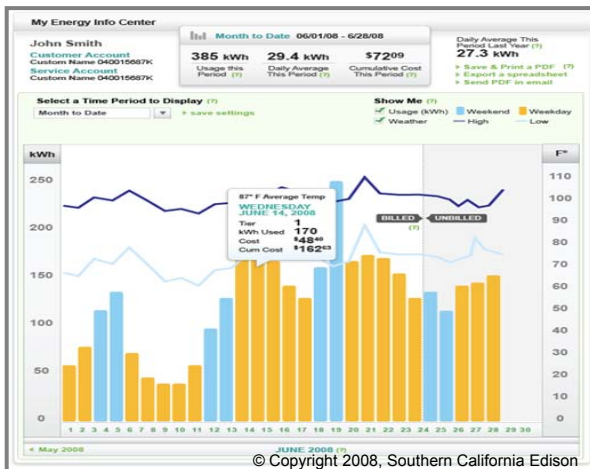 My Energy Info Center
John Smith
Customer Account
Custom Name 040015687K
Service Account
Custom Name 040015687K
Month to Date 06/01/08 - 6/28/08
385 kWh
Usage this
Period (?)
29.4 kWh
Daily Average
This Period (?)
$72 09
Cumulative Cost
This Period (?)
Daily Average This
Period Last Year (?)
27.3 kWh
Save & Print a PDF (?)
Export a spreadsheet
Send PDF in email
Select a Time Period to Display (?)
Month to Date
save settings
Show Me (?)
Usage (kWh) Weekend Weekday
Weather High Low
kWh
F°
250
200
150
100
50
0
110
100
90
80
70
60
50
40
30
20
10
0
87° F Average Temp
WEDNESDAY
JUNE 14, 2008
Tier 1
kWh Used 170
Cost $48 40
Cum Cost $162 63
BILLED UNBILLED
(?)
1 2 3 4 5 6 7 8 9 10 11 12 13 14 15 16 17 18 19 20 21 22 23 24 25 26 27 28 29 30
< May 2008
JUNE 2008 (?)
© Copyright 2008, Southern California Edison